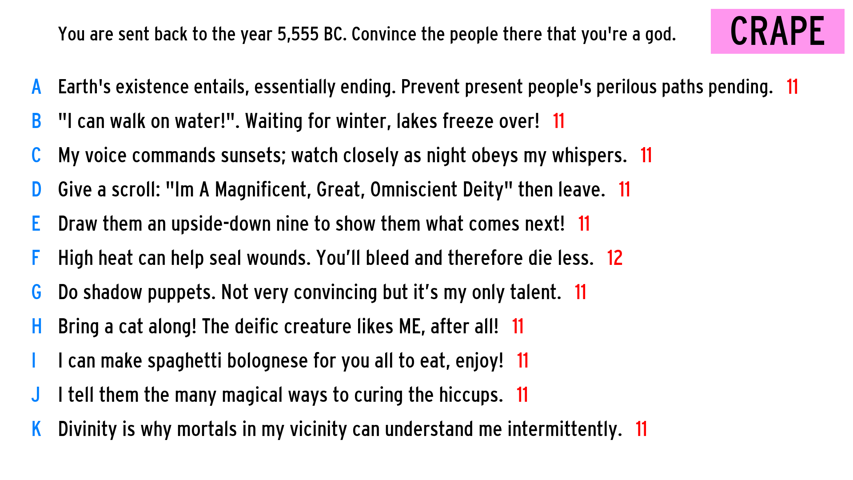 You are sent back to the year 5,555 BC. Convince the people there that you're a god. CRAPE
A Earth's existence entails, essentially ending. Prevent present people's perilous paths pending. 11
B "I can walk on water!". Waiting for winter, lakes freeze over! 11
C My voice commands sunsets; watch closely as night obeys my whispers. 11
D Give a scroll: "Im A Magnificent, Great, Omniscient Deity" then leave. 11
E Draw them an upside-down nine to show them what comes next! 11
F High heat can help seal wounds. You’ll bleed and therefore die less. 12
G Do shadow puppets. Not very convincing but it’s my only talent. 11
H Bring a cat along! The deific creature likes ME, after all! 11
I I can make spaghetti bolognese for you all to eat, enjoy! 11
J I tell them the many magical ways to curing the hiccups. 11
K Divinity is why mortals in my vicinity can understand me intermittently. 11